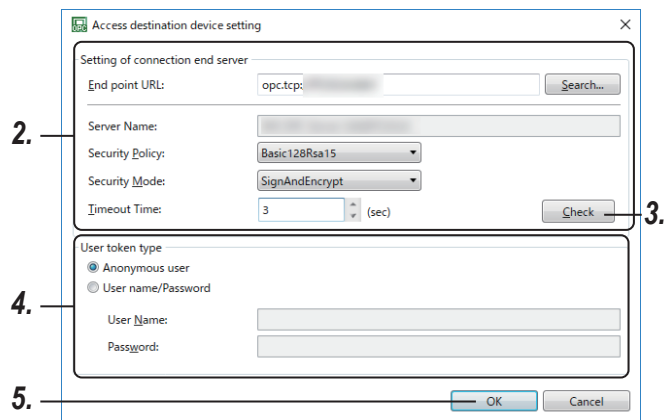 Access destination device setting
Setting of connection end server
End point URL: opc.tcp: Search...
2.
Server Name:
Security Policy: Basic128Rsa15
Security Mode: SignAndEncrypt
Timeout Time: 3 (sec) Check 3.
User token type
Anonymous user
User name/Password
4.
User Name:
Password:
5. OK Cancel